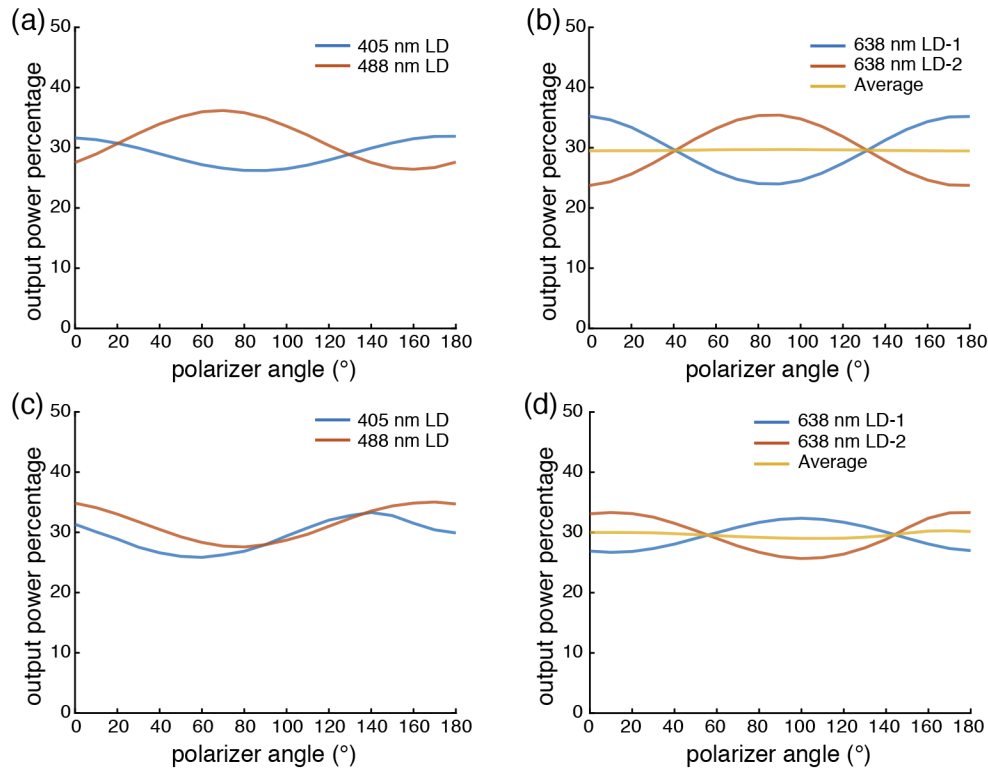 (a)
50
40
30
20
10
0
output power percentage
405 nm LD
488 nm LD
0 20 40 60 80 100 120 140 160 180
polarizer angle (°)
(b)
50
40
30
20
10
0
output power percentage
638 nm LD-1
638 nm LD-2
Average
0 20 40 60 80 100 120 140 160 180
polarizer angle (°)
(c)
50
40
30
20
10
0
output power percentage
405 nm LD
488 nm LD
0 20 40 60 80 100 120 140 160 180
polarizer angle (°)
(d)
50
40
30
20
10
0
output power percentage
638 nm LD-1
638 nm LD-2
Average
0 20 40 60 80 100 120 140 160 180
polarizer angle (°)